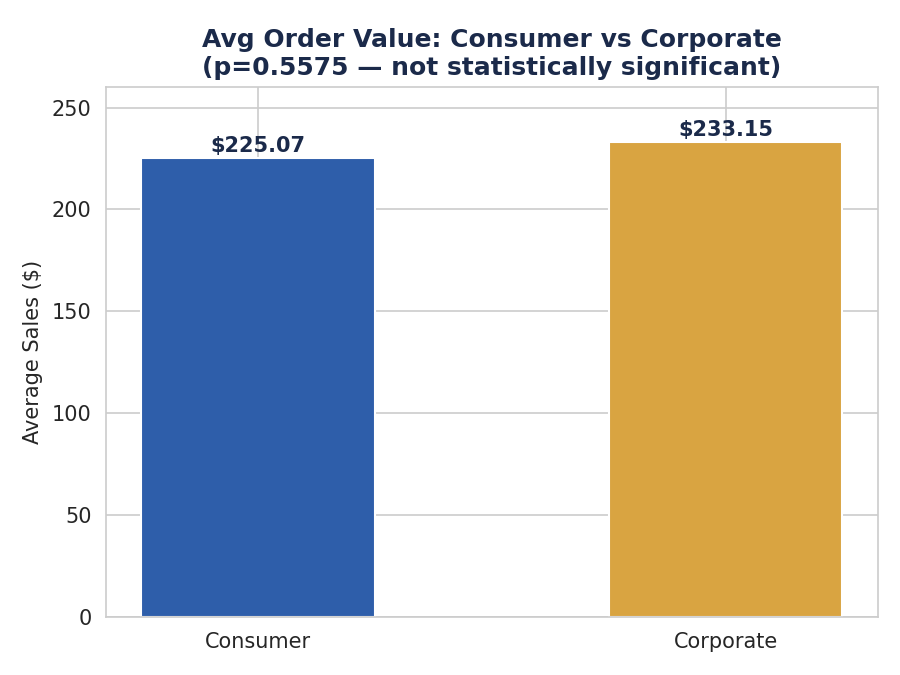 Avg Order Value: Consumer vs Corporate
(p=0.5575 — not statistically significant)
250
200
150
100
50
0
Average Sales ($)
$225.07
$233.15
Consumer
Corporate